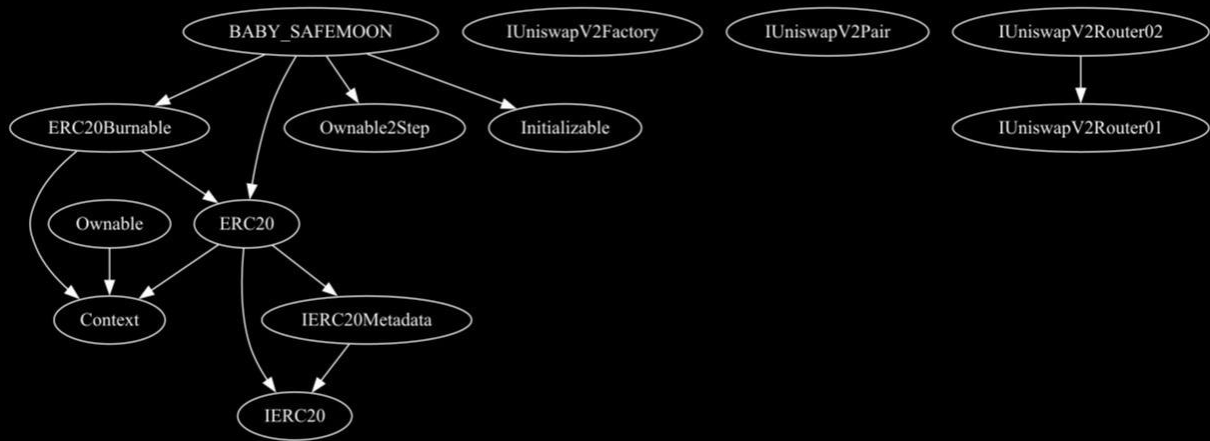 BABY_SAFEMOON
IUniswapV2Factory
IUniswapV2Pair
IUniswapV2Router02
ERC20Burnable
Ownable2Step
Initializable
IUniswapV2Router01
Ownable
ERC20
Context
IERC20Metadata
IERC20